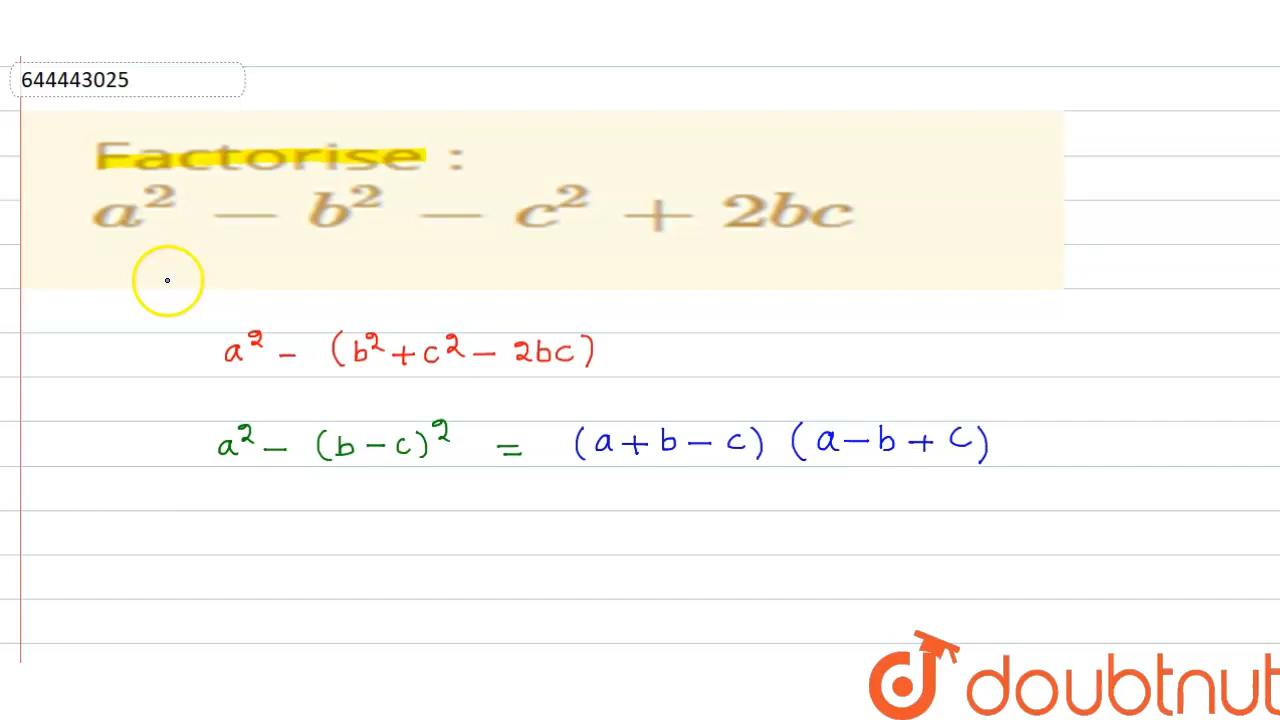 644443025
Factorise :
a² − b² − c² + 2bc
a² − (b² + c² − 2bc)
a² − (b − c)² = (a + b − c) (a − b + c)
doubtnut